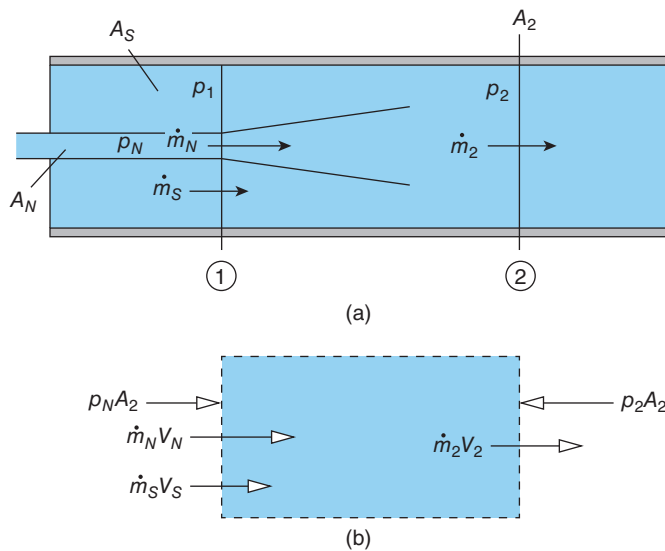 A_S
A_2
p_1
p_2
p_N
ṁ_N
ṁ_2
ṁ_S
A_N
1
2
(a)
p_N A_2
p_2 A_2
ṁ_N V_N
ṁ_2 V_2
ṁ_S V_S
(b)